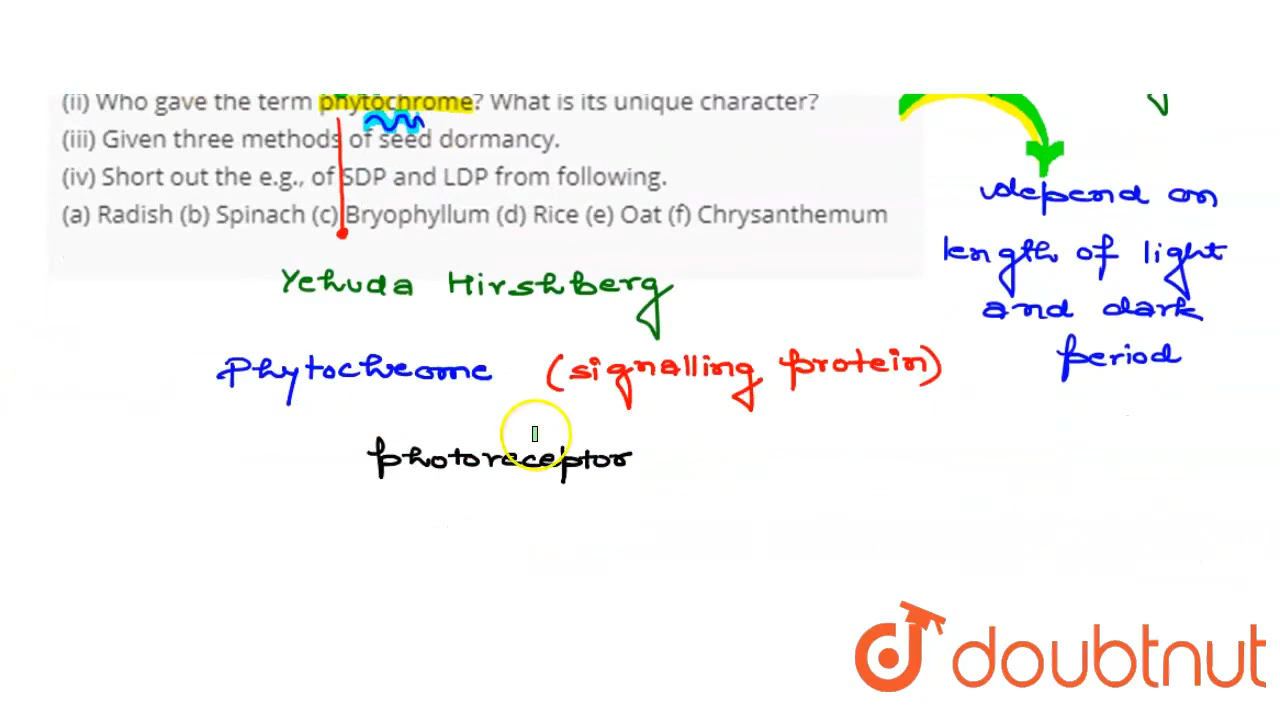 (ii) Who gave the term phytochrome? What is its unique character?
(iii) Given three methods of seed dormancy.
(iv) Short out the e.g., of SDP and LDP from following.
(a) Radish (b) Spinach (c) Bryophyllum (d) Rice (e) Oat (f) Chrysanthemum
depend on
length of light
and dark
period
Yehuda Hirshberg
Phytochrome (signalling protein)
photoraceptor
doubtnut